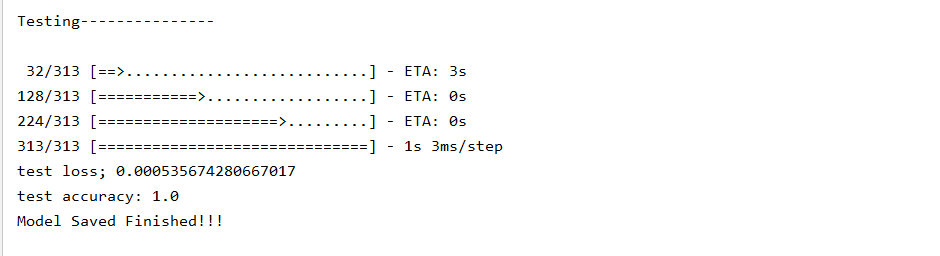 Testing---------------
32/313 [==>...........................] - ETA: 3s
128/313 [===========>..................] - ETA: 0s
224/313 [====================>.........] - ETA: 0s
313/313 [==============================] - 1s 3ms/step
test loss; 0.000535674280667017
test accuracy: 1.0
Model Saved Finished!!!